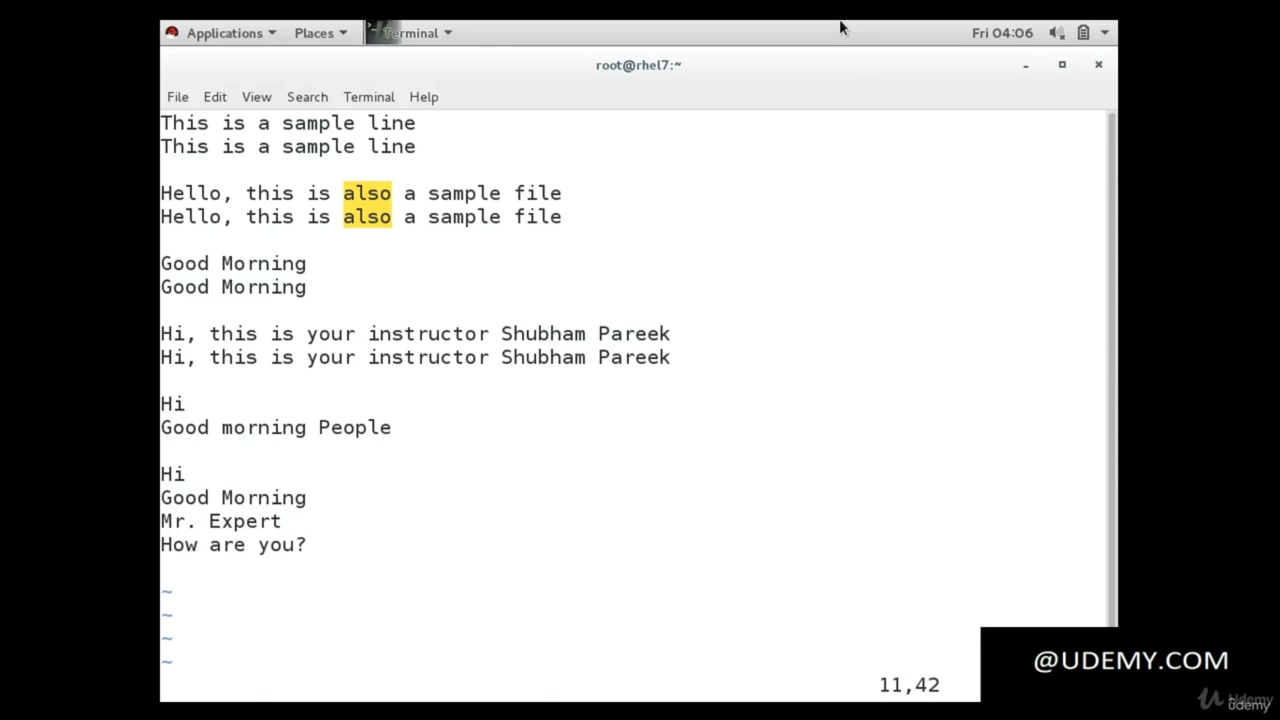 Applications Places Terminal Fri 04:06
root@rhel7:~
File Edit View Search Terminal Help
This is a sample line
This is a sample line
Hello, this is also a sample file
Hello, this is also a sample file
Good Morning
Good Morning
Hi, this is your instructor Shubham Pareek
Hi, this is your instructor Shubham Pareek
Hi
Good morning People
Hi
Good Morning
Mr. Expert
How are you?
~
~
~
~
11,42
@UDEMY.COM
ûdemy